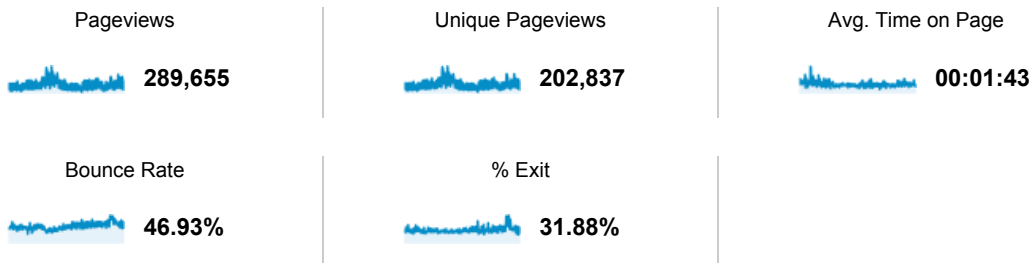 Pageviews
289,655
Unique Pageviews
202,837
Avg. Time on Page
00:01:43
Bounce Rate
46.93%
% Exit
31.88%